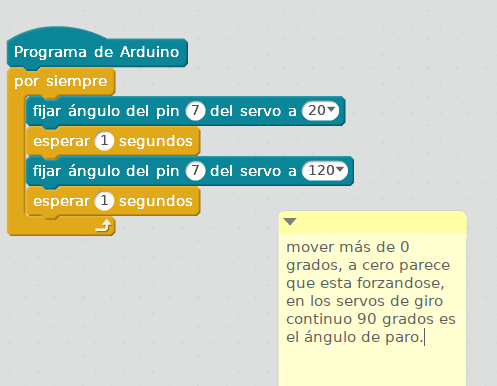 Programa de Arduino
por siempre
fijar ángulo del pin 7 del servo a 20
esperar 1 segundos
fijar ángulo del pin 7 del servo a 120
esperar 1 segundos
mover más de 0
grados, a cero parece
que esta forzandose,
en los servos de giro
continuo 90 grados es
el ángulo de paro.